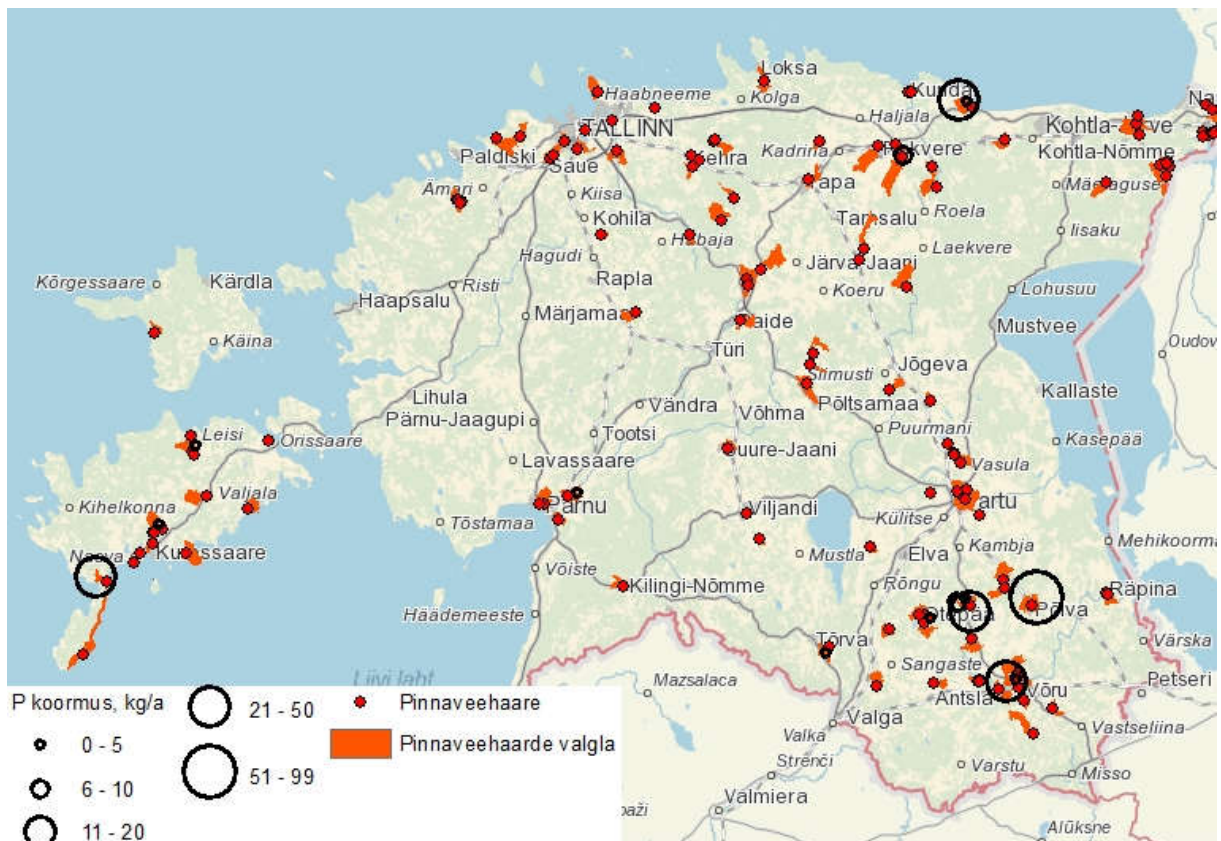 Loksa
Kunda
Haabneeme
Kolga
Haljala
TALLINN
Kohtla-Järve
Paldiski
Saue
Kehra
Kadrina
Kohtla-Nõmme
Ämari
Kiisa
Tapa
Mäetaguse
Kohila
Tamsalu
Roela
Iisaku
Habaja
Laekvere
Hagudi
Järva-Jaani
Kõrgessaare
Kärdla
Risti
Rapla
Koeru
Lohusuu
Haapsalu
Märjamaa
Paide
Mustvee
Käina
Türi
Oudow
Siimusti
Jõgeva
Lihula
Kallaste
Pärnu-Jaagupi
Vändra
Võhma
Põltsamaa
Leisi
Orissaare
Tootsi
Puurmani
Kasepää
Lavassaare
Suure-Jaani
Vasula
Kihelkonna
Valjala
Pärnu
Tartu
Tõstamaa
Viljandi
Külitse
Kuressaare
Mustla
Elva
Kambja
Mehikoorma
Võiste
Kilingi-Nõmme
Rõngu
Räpina
Häädemeeste
Otepää
Põlva
Tõrva
Värska
Liivi laht
Mazsalaca
Sangaste
Antsla
Võru
Petseri
Valga
Valka
Vastseliina
Strenči
Varstu
Misso
Valmiera
Alūksne
P koormus, kg/a
0 - 5
6 - 10
11 - 20
21 - 50
51 - 99
Pinnaveehaare
Pinnaveehaarde valgla